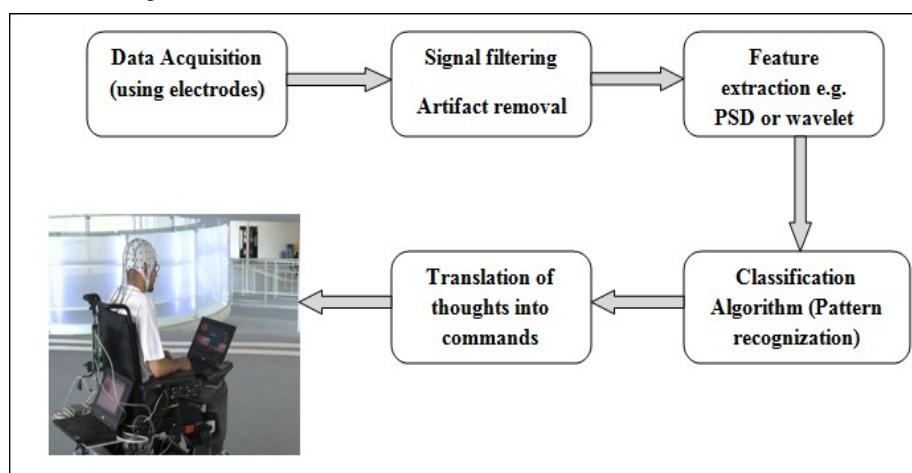 Data Acquisition
(using electrodes)
Signal filtering
Artifact removal
Feature
extraction e.g.
PSD or wavelet
Classification
Algorithm (Pattern
recognization)
Translation of
thoughts into
commands